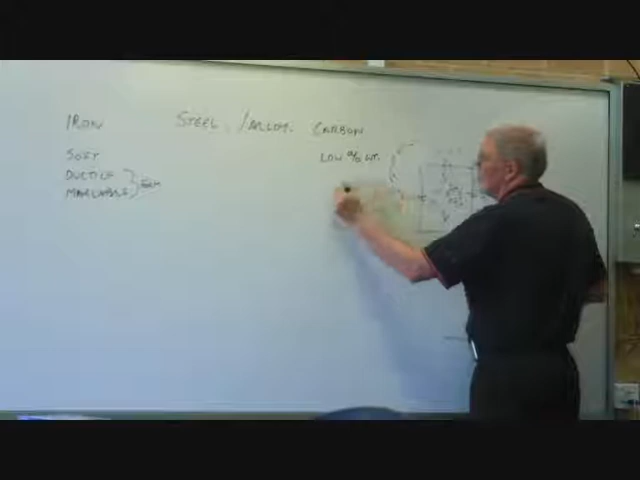 IRON STEEL /ALLOY. CARBON
SOFT LOW % WT.
DUCTILE
MALLEABLE